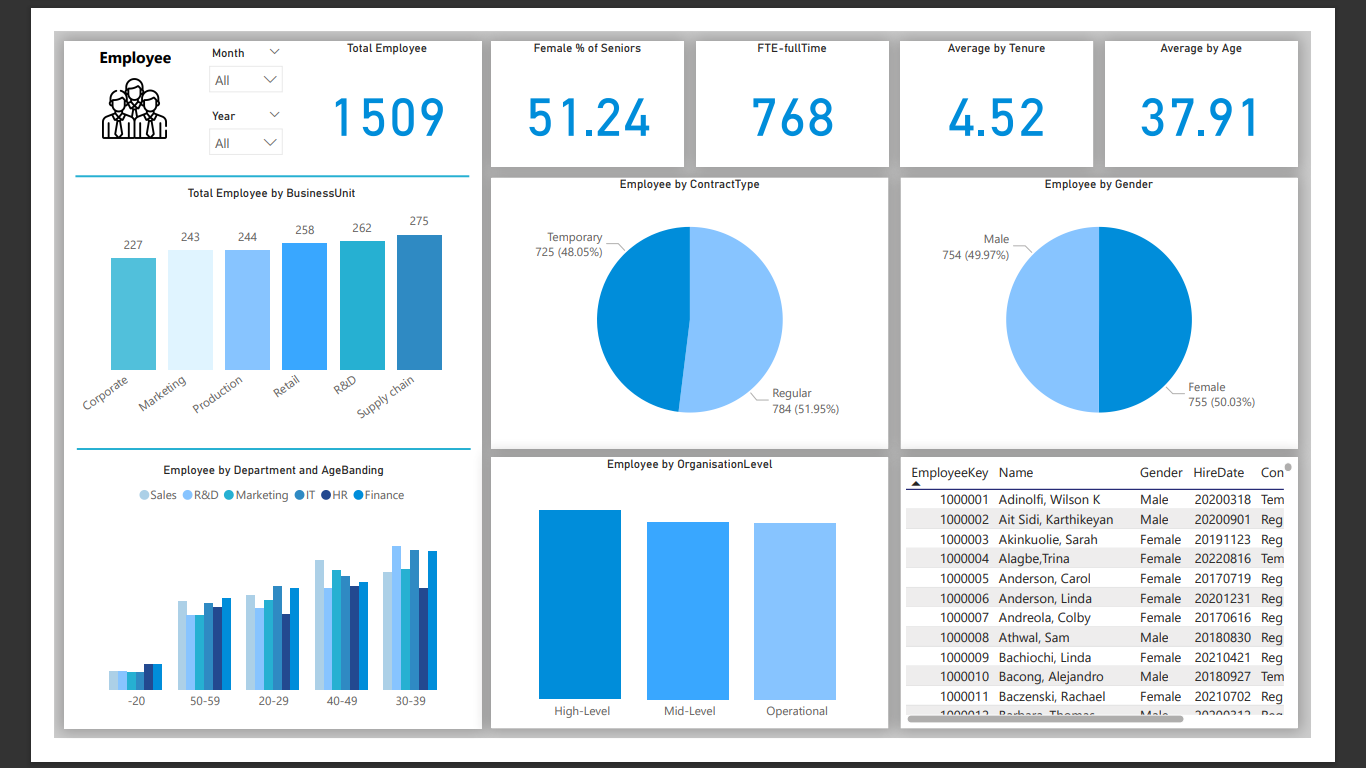 Employee
Month
All
Year
All
Total Employee
1509
Female % of Seniors
51.24
FTE-fullTime
768
Average by Tenure
4.52
Average by Age
37.91
Total Employee by BusinessUnit
227
243
244
258
262
275
Corporate
Marketing
Production
Retail
R&D
Supply chain
Employee by ContractType
Temporary
725 (48.05%)
Regular
784 (51.95%)
Employee by Gender
Male
754 (49.97%)
Female
755 (50.03%)
Employee by Department and AgeBanding
Sales R&D Marketing IT HR Finance
-20 50-59 20-29 40-49 30-39
Employee by OrganisationLevel
High-Level Mid-Level Operational
EmployeeKey Name Gender HireDate Con
1000001 Adinolfi, Wilson K Male 20200318 Tem
1000002 Ait Sidi, Karthikeyan Male 20200901 Reg
1000003 Akinkuolie, Sarah Female 20191123 Reg
1000004 Alagbe,Trina Female 20220816 Tem
1000005 Anderson, Carol Female 20170719 Reg
1000006 Anderson, Linda Female 20201231 Reg
1000007 Andreola, Colby Female 20170616 Reg
1000008 Athwal, Sam Male 20180830 Reg
1000009 Bachiochi, Linda Female 20210421 Reg
1000010 Bacong, Alejandro Male 20180927 Tem
1000011 Baczenski, Rachael Female 20210702 Reg